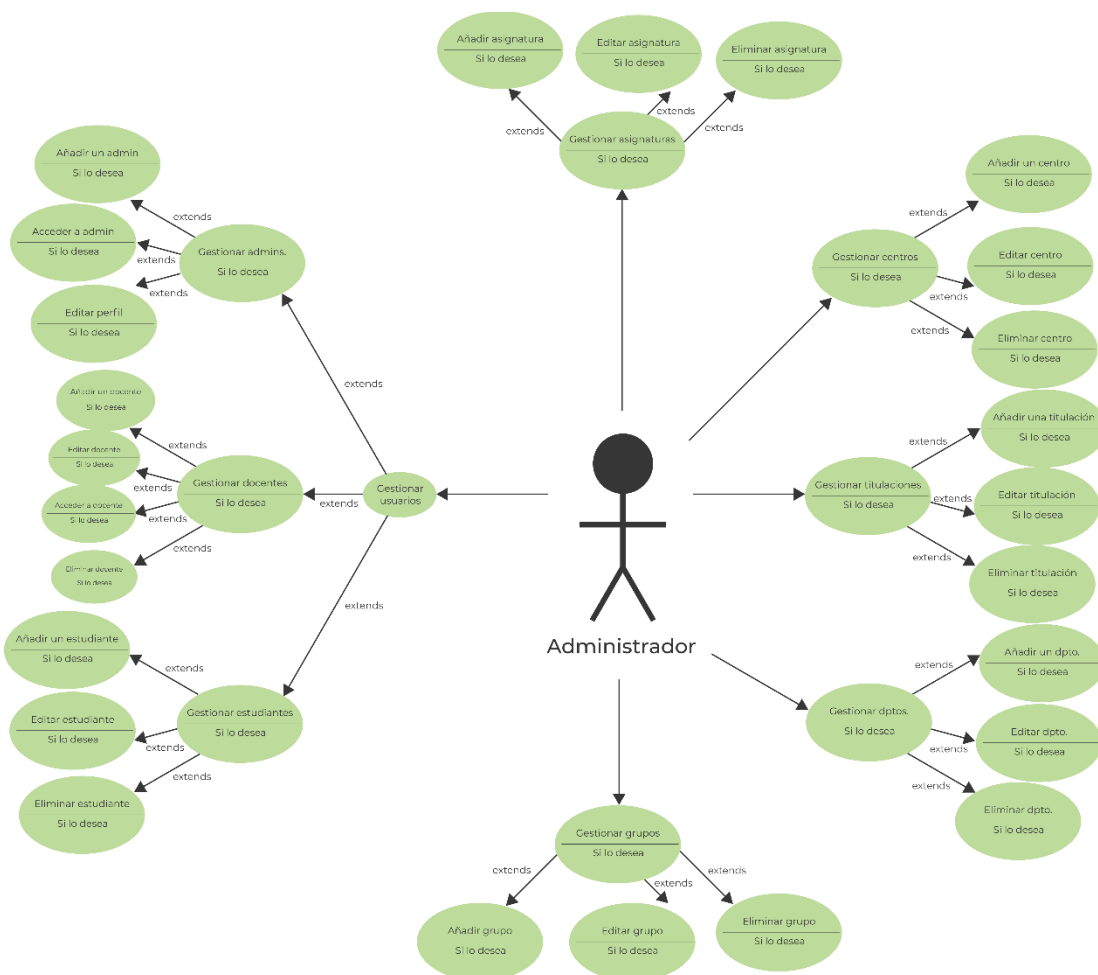 Añadir asignatura
Si lo desea
Editar asignatura
Si lo desea
Eliminar asignatura
Si lo desea
extends
extends
extends
Gestionar asignaturas
Si lo desea
Añadir un admin
Si lo desea
extends
Acceder a admin
Si lo desea
extends
Gestionar admins.
Si lo desea
extends
Editar perfil
Si lo desea
extends
Añadir un docente
Si lo desea
extends
Editar docente
Si lo desea
extends
Gestionar docentes
Si lo desea
extends
Gestionar
usuarios
Acceder a docente
Si lo desea
extends
Eliminar docente
Si lo desea
extends
extends
Añadir un estudiante
Si lo desea
extends
Editar estudiante
Si lo desea
extends
Gestionar estudiantes
Si lo desea
Eliminar estudiante
Si lo desea
extends
Añadir un centro
Si lo desea
extends
Gestionar centros
Si lo desea
Editar centro
Si lo desea
extends
Eliminar centro
Si lo desea
extends
Añadir una titulación
Si lo desea
extends
Gestionar titulaciones
Si lo desea
Editar titulación
Si lo desea
extends
Eliminar titulación
Si lo desea
extends
Administrador
Añadir un dpto.
Si lo desea
extends
Gestionar dptos.
Si lo desea
Editar dpto.
Si lo desea
extends
Eliminar dpto.
Si lo desea
extends
Gestionar grupos
Si lo desea
extends
extends
extends
Añadir grupo
Si lo desea
Editar grupo
Si lo desea
Eliminar grupo
Si lo desea